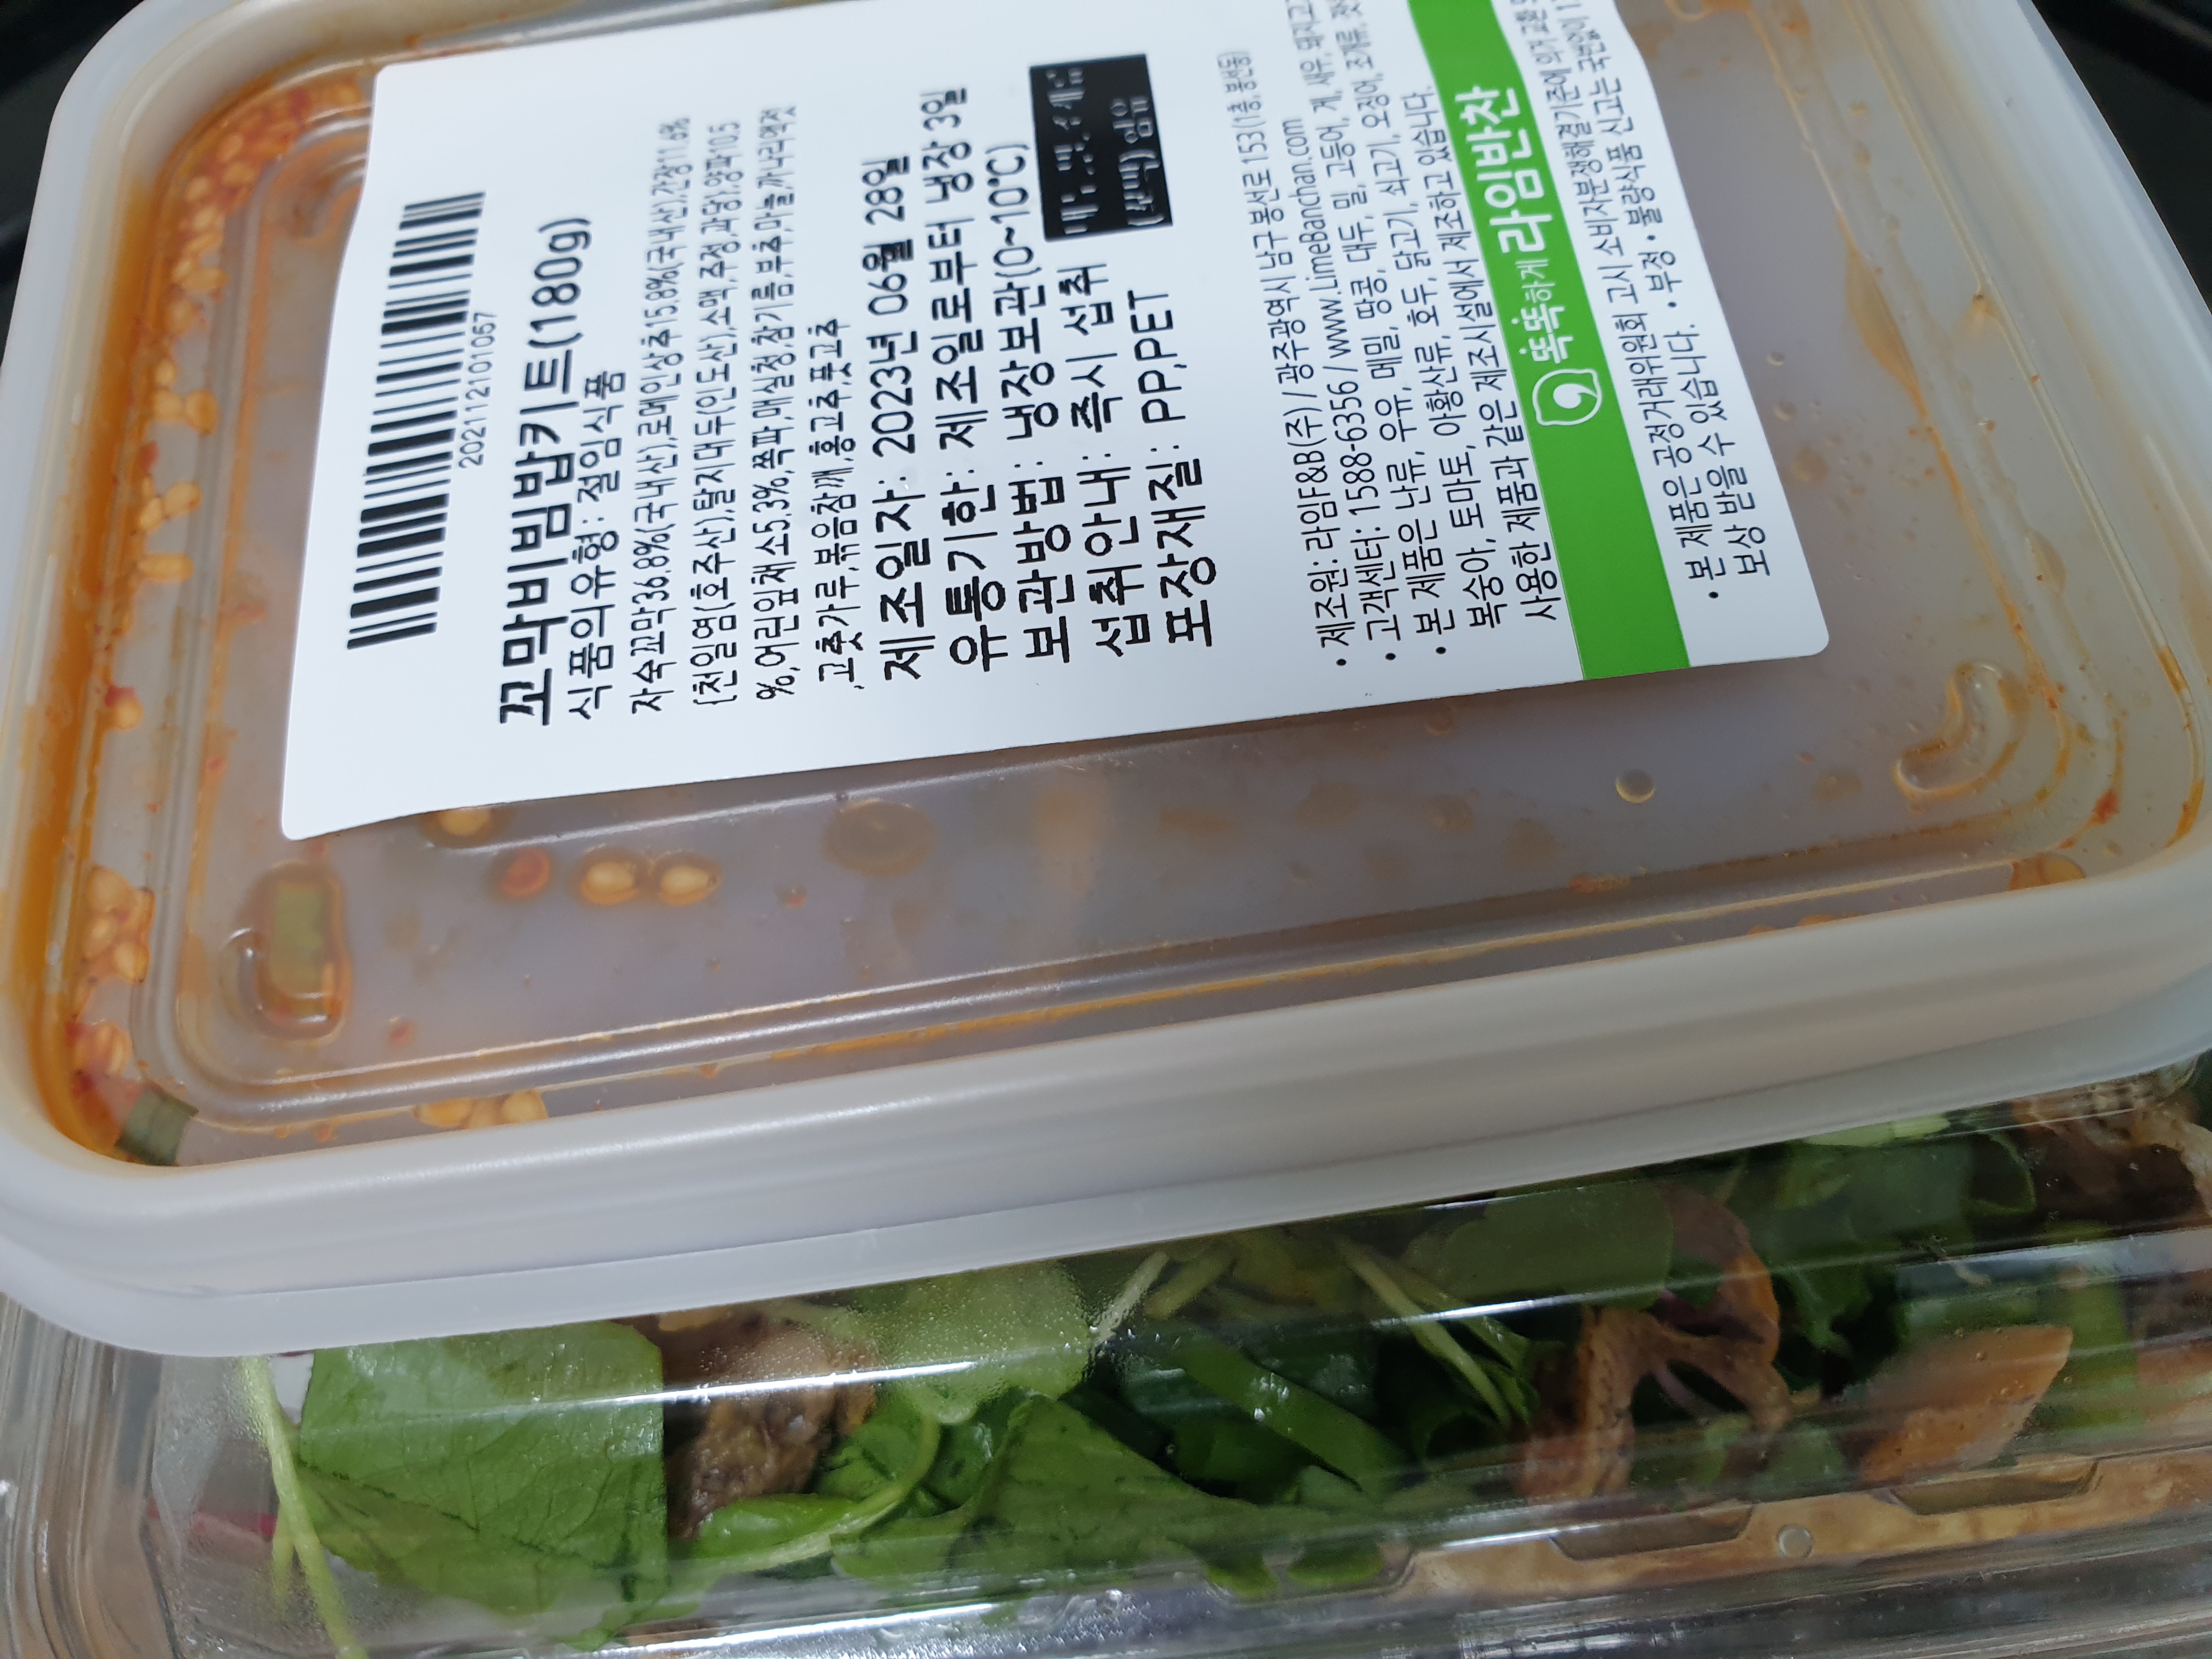 202112101057
꼬막비빔밥키트(180g)
식품의유형: 절임식품
자숙꼬막36.8%(국내산),로메인상추15.8%(국내산),간장11.6%
{천일염(호주산),탈지대두(인도산),소맥,주정,과당},양파10.5
%,어린잎채소5.3%,쪽파,매실청,참기름,부추,마늘,까나리액젓
,고춧가루,볶음참깨,홍고추,풋고추
제조일자: 2023년 06월 28일
유통기한: 제조일로부터 냉장 3일
보관방법: 냉장보관(0~10℃)
섭취안내: 즉시 섭취
포장재질: PP,PET
함유
• 제조원: 라임F&B(주) / 광주광역시 남구 봉선로 153(1층, 봉선동)
• 고객센터: 1588-6356 / www.LimeBanchan.com
• 본 제품은 난류, 우유, 메밀, 땅콩, 대두, 밀, 고등어, 게, 새우, 돼지고
복숭아, 토마토, 아황산류, 호두, 닭고기, 쇠고기, 오징어, 조개류, 잣
사용한 제품과 같은 제조시설에서 제조하고 있습니다.
똑똑하게 라임반찬
• 본 제품은 공정거래위원회 고시 소비자분쟁해결기준에 의거 교환
보상 받을 수 있습니다. • 부정·불량식품 신고는 국번없이